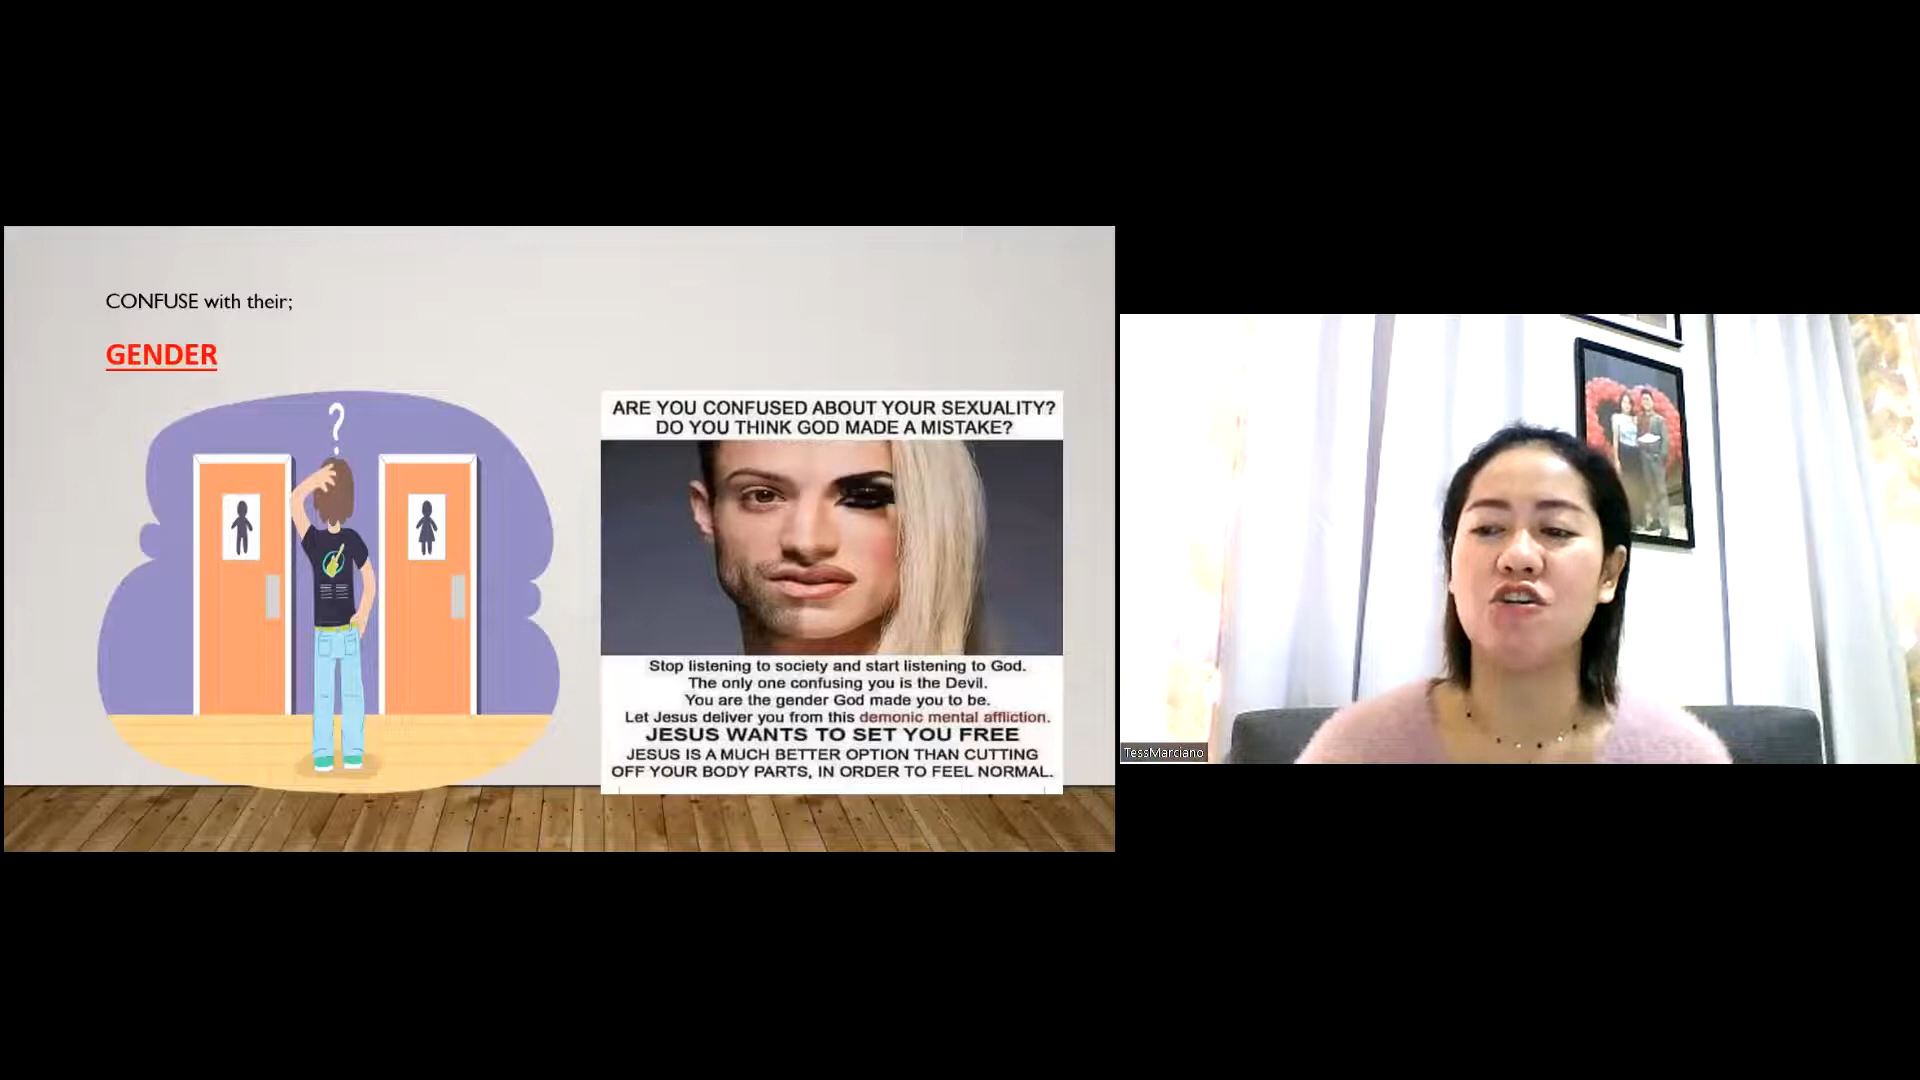 CONFUSE with their;
GENDER
?
ARE YOU CONFUSED ABOUT YOUR SEXUALITY?
DO YOU THINK GOD MADE A MISTAKE?
Stop listening to society and start listening to God.
The only one confusing you is the Devil.
You are the gender God made you to be.
Let Jesus deliver you from this demonic mental affliction.
JESUS WANTS TO SET YOU FREE
JESUS IS A MUCH BETTER OPTION THAN CUTTING
OFF YOUR BODY PARTS, IN ORDER TO FEEL NORMAL.
TessMarciano